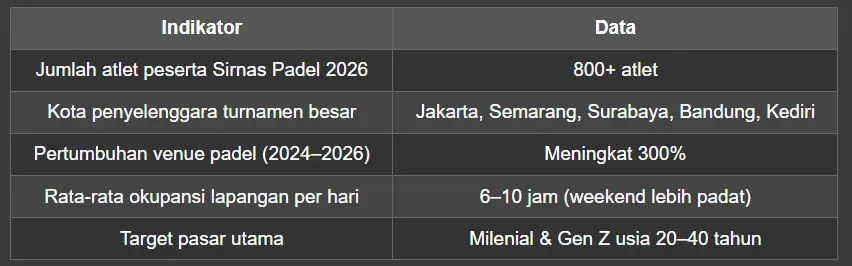 Indikator Data
Jumlah atlet peserta Sirnas Padel 2026 800+ atlet
Kota penyelenggara turnamen besar Jakarta, Semarang, Surabaya, Bandung, Kediri
Pertumbuhan venue padel (2024–2026) Meningkat 300%
Rata-rata okupansi lapangan per hari 6–10 jam (weekend lebih padat)
Target pasar utama Milenial & Gen Z usia 20–40 tahun